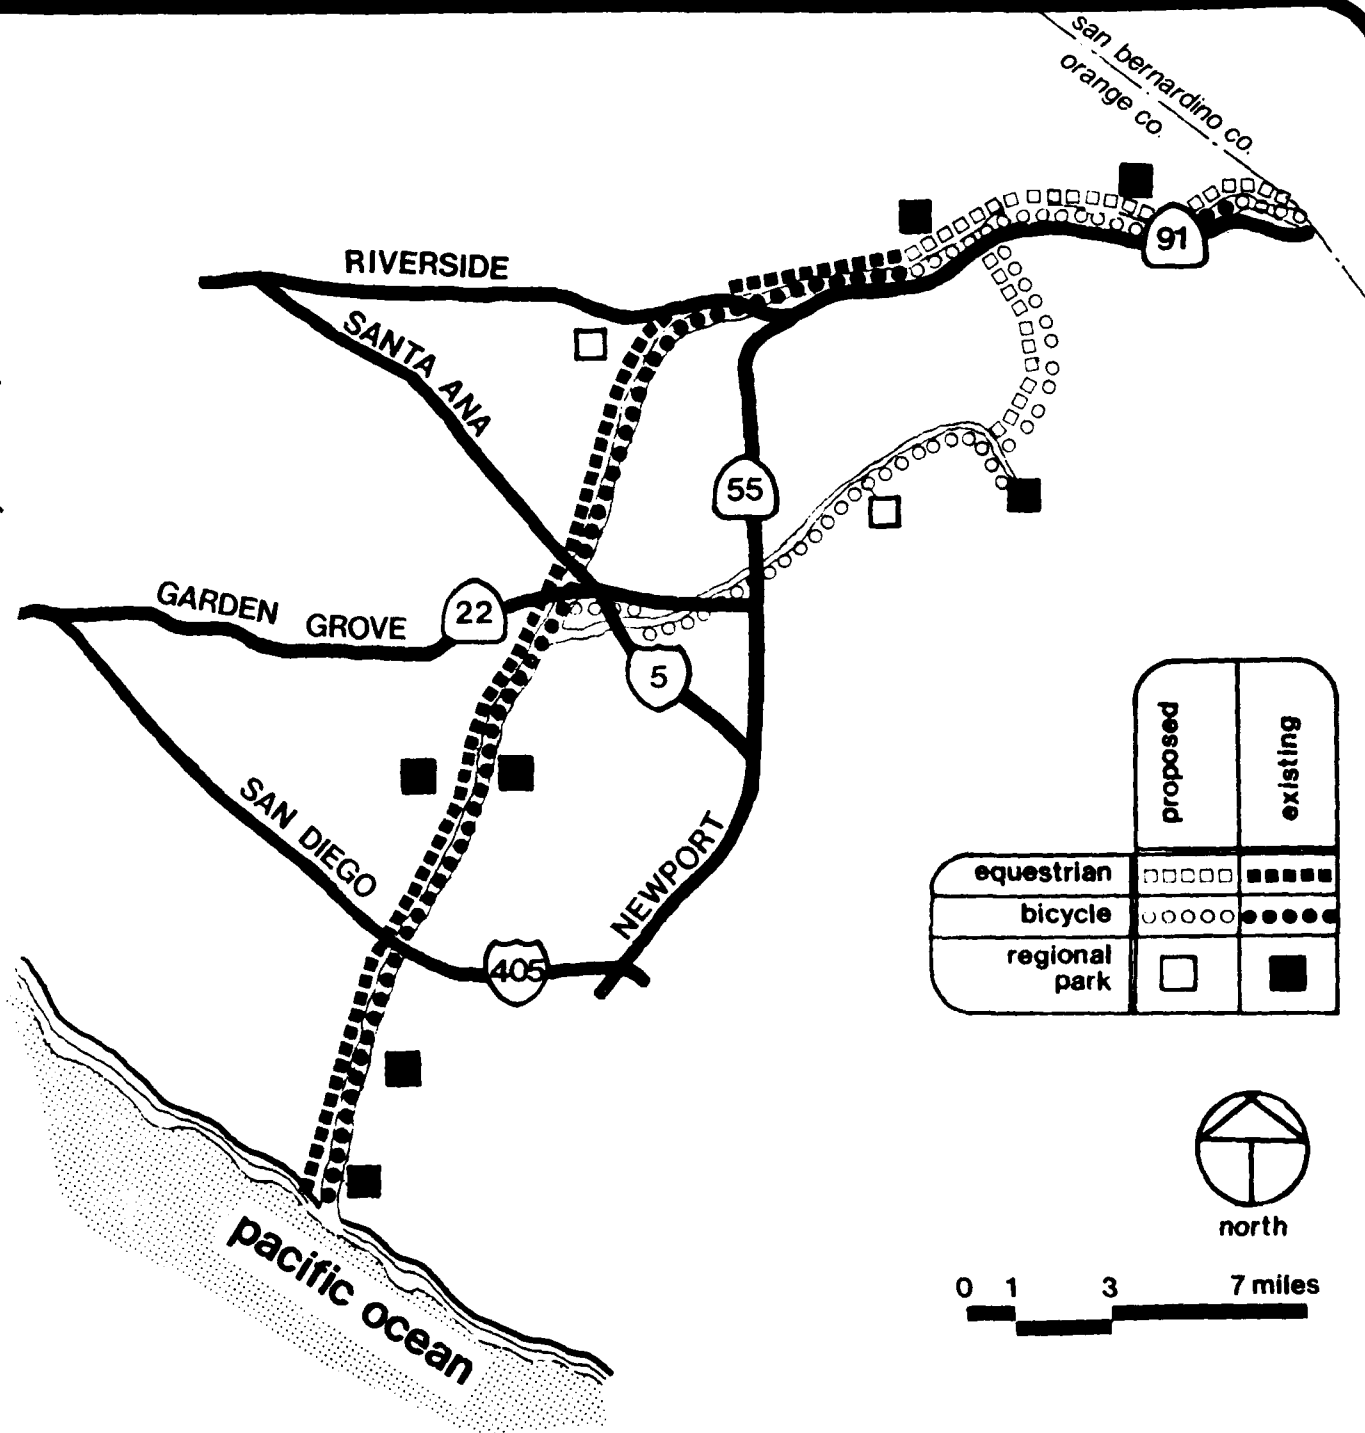 san bernardino co.
orange co.
91
RIVERSIDE
SANTA ANA
55
GARDEN GROVE
22
5
SAN DIEGO
NEWPORT
405
proposed
existing
equestrian
bicycle
regional
park
north
0 1 3 7 miles
pacific ocean